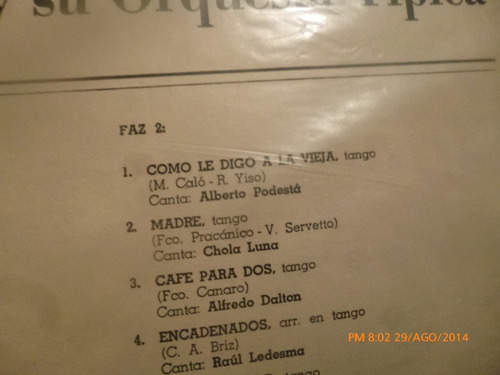 y su Orquesta Típica
FAZ 2:
1. COMO LE DIGO A LA VIEJA, tango
(M. Caló - R. Yiso)
Canta: Alberto Podestá
2. MADRE, tango
(Fco. Pracánico - V. Servetto)
Canta: Chola Luna
3. CAFE PARA DOS, tango
(Fco. Canaro)
Canta: Alfredo Dalton
4. ENCADENADOS, arr. en tango
(C. A. Briz)
Canta: Raúl Ledesma
tango
PM 8:02 29/AGO/2014